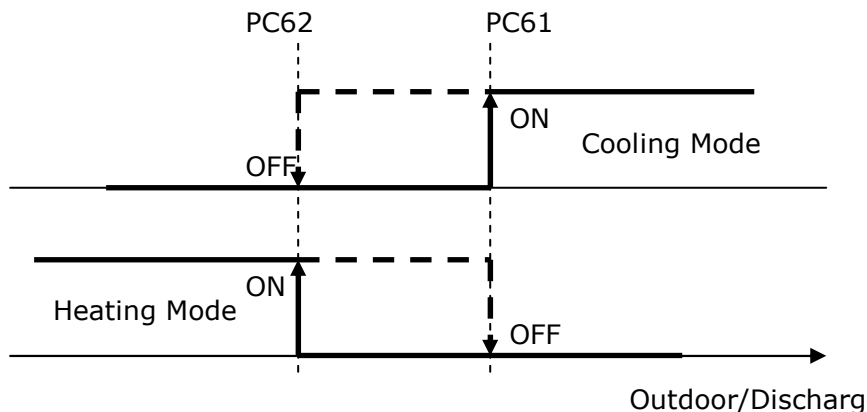 PC62 PC61
ON
Cooling Mode
OFF
ON
Heating Mode
OFF
Outdoor/Discharg